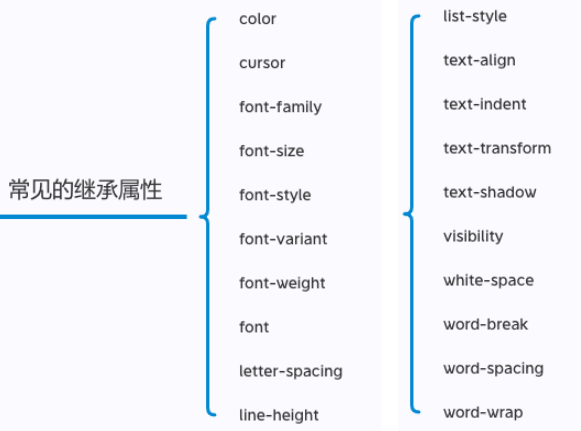 常见的继承属性
color
cursor
font-family
font-size
font-style
font-variant
font-weight
font
letter-spacing
line-height
list-style
text-align
text-indent
text-transform
text-shadow
visibility
white-space
word-break
word-spacing
word-wrap